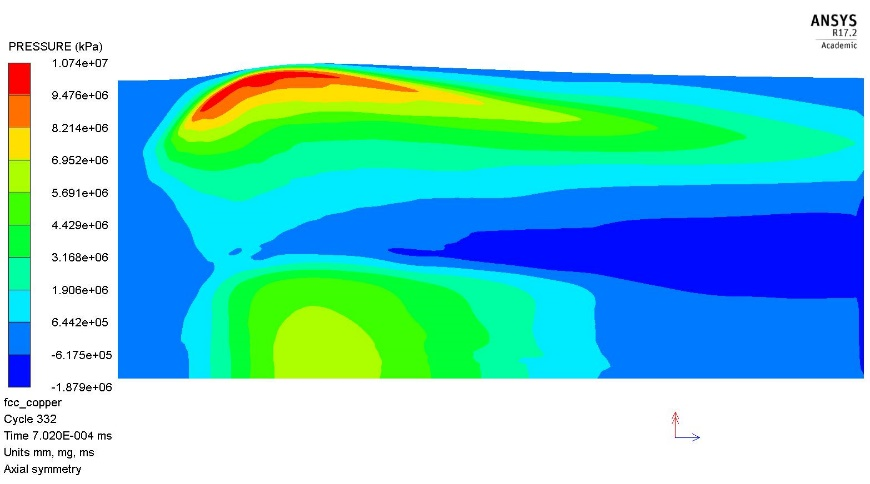 ANSYS
R17.2
Academic
PRESSURE (kPa)
1.074e+07
9.476e+06
8.214e+06
6.952e+06
5.691e+06
4.429e+06
3.168e+06
1.906e+06
6.442e+05
-6.175e+05
-1.879e+06
fcc_copper
Cycle 332
Time 7.020E-004 ms
Units mm, mg, ms
Axial symmetry